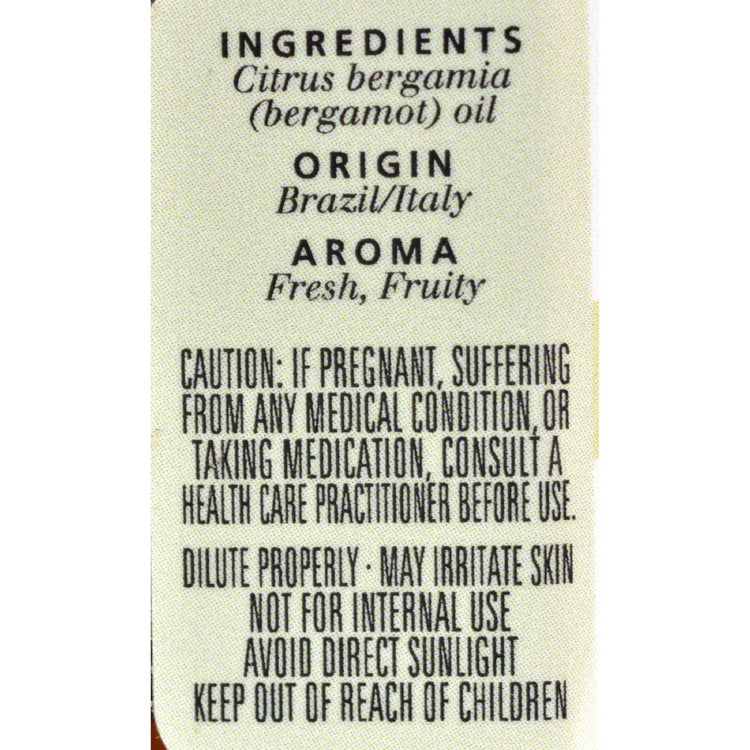 INGREDIENTS
Citrus bergamia
(bergamot) oil
ORIGIN
Brazil/Italy
AROMA
Fresh, Fruity
CAUTION: IF PREGNANT, SUFFERING
FROM ANY MEDICAL CONDITION, OR
TAKING MEDICATION, CONSULT A
HEALTH CARE PRACTITIONER BEFORE USE.
DILUTE PROPERLY · MAY IRRITATE SKIN
NOT FOR INTERNAL USE
AVOID DIRECT SUNLIGHT
KEEP OUT OF REACH OF CHILDREN